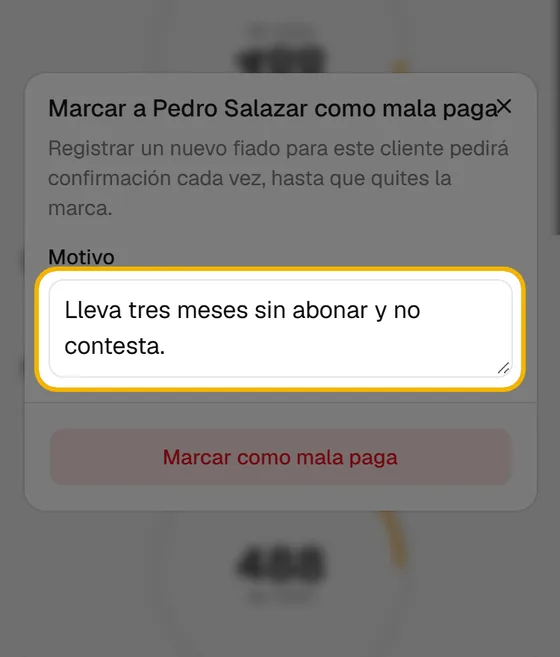 Marcar a Pedro Salazar como mala paga
Registrar un nuevo fiado para este cliente pedirá
confirmación cada vez, hasta que quites la
marca.
Motivo
Lleva tres meses sin abonar y no
contesta.
Marcar como mala paga
488